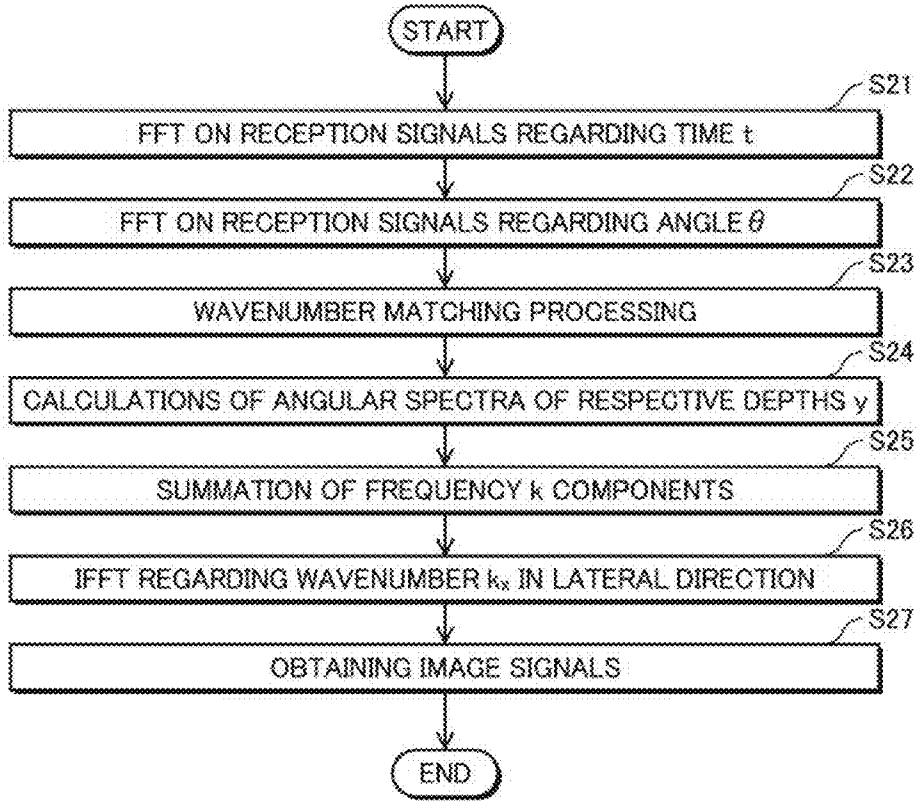 START
S21
FFT ON RECEPTION SIGNALS REGARDING TIME t
S22
FFT ON RECEPTION SIGNALS REGARDING ANGLE θ
S23
WAVENUMBER MATCHING PROCESSING
S24
CALCULATIONS OF ANGULAR SPECTRA OF RESPECTIVE DEPTHS y
S25
SUMMATION OF FREQUENCY k COMPONENTS
S26
IFFT REGARDING WAVENUMBER kₓ IN LATERAL DIRECTION
S27
OBTAINING IMAGE SIGNALS
END